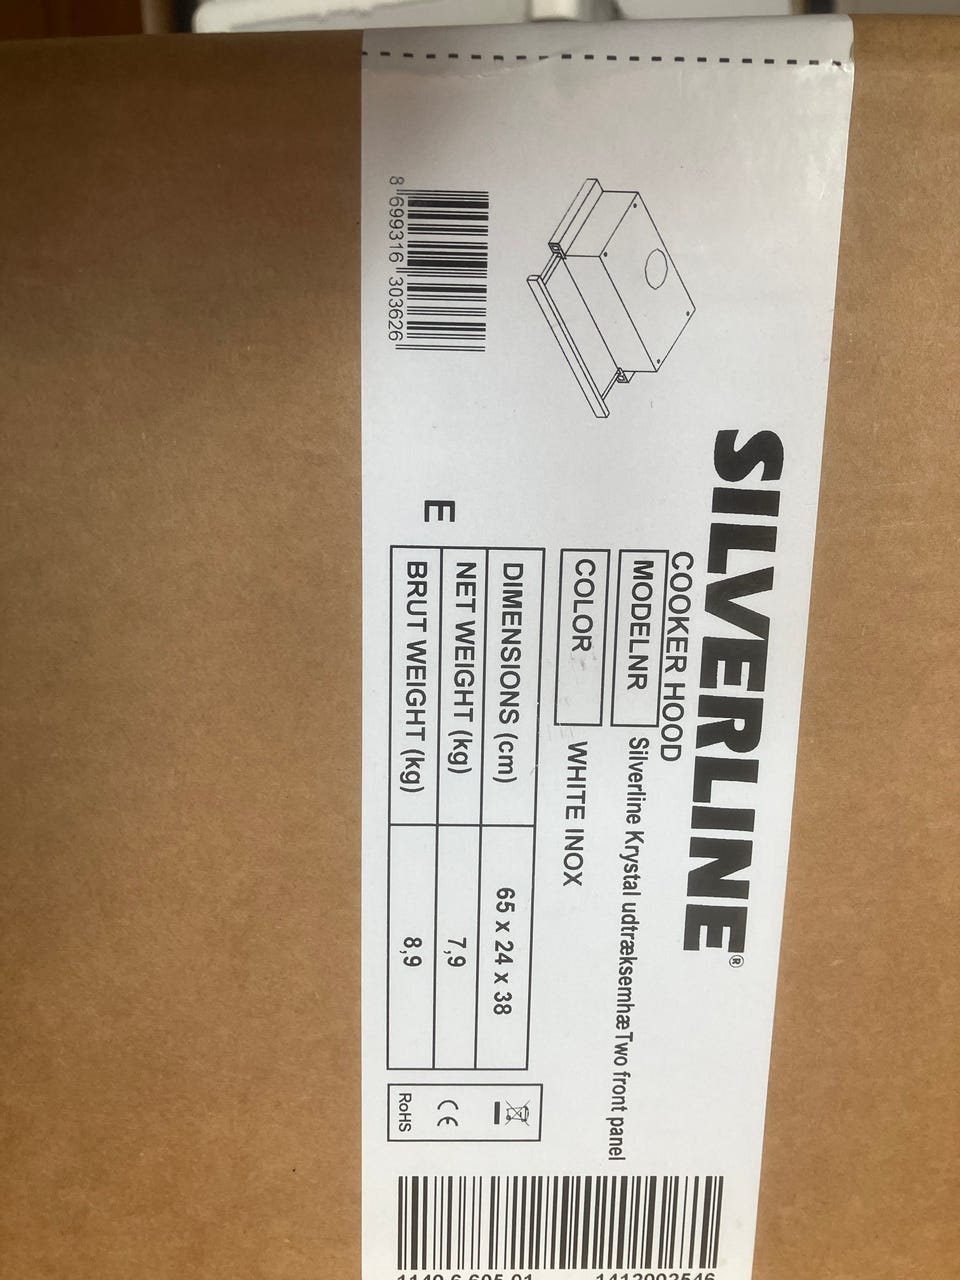 SILVERLINE®
COOKER HOOD
MODELNR Silverline Krystal udtræksemhæTwo front panel
COLOR WHITE INOX
8 699316 303626
E
DIMENSIONS (cm) 65 x 24 x 38
NET WEIGHT (kg) 7,9
BRUT WEIGHT (kg) 8,9
CE
RoHS